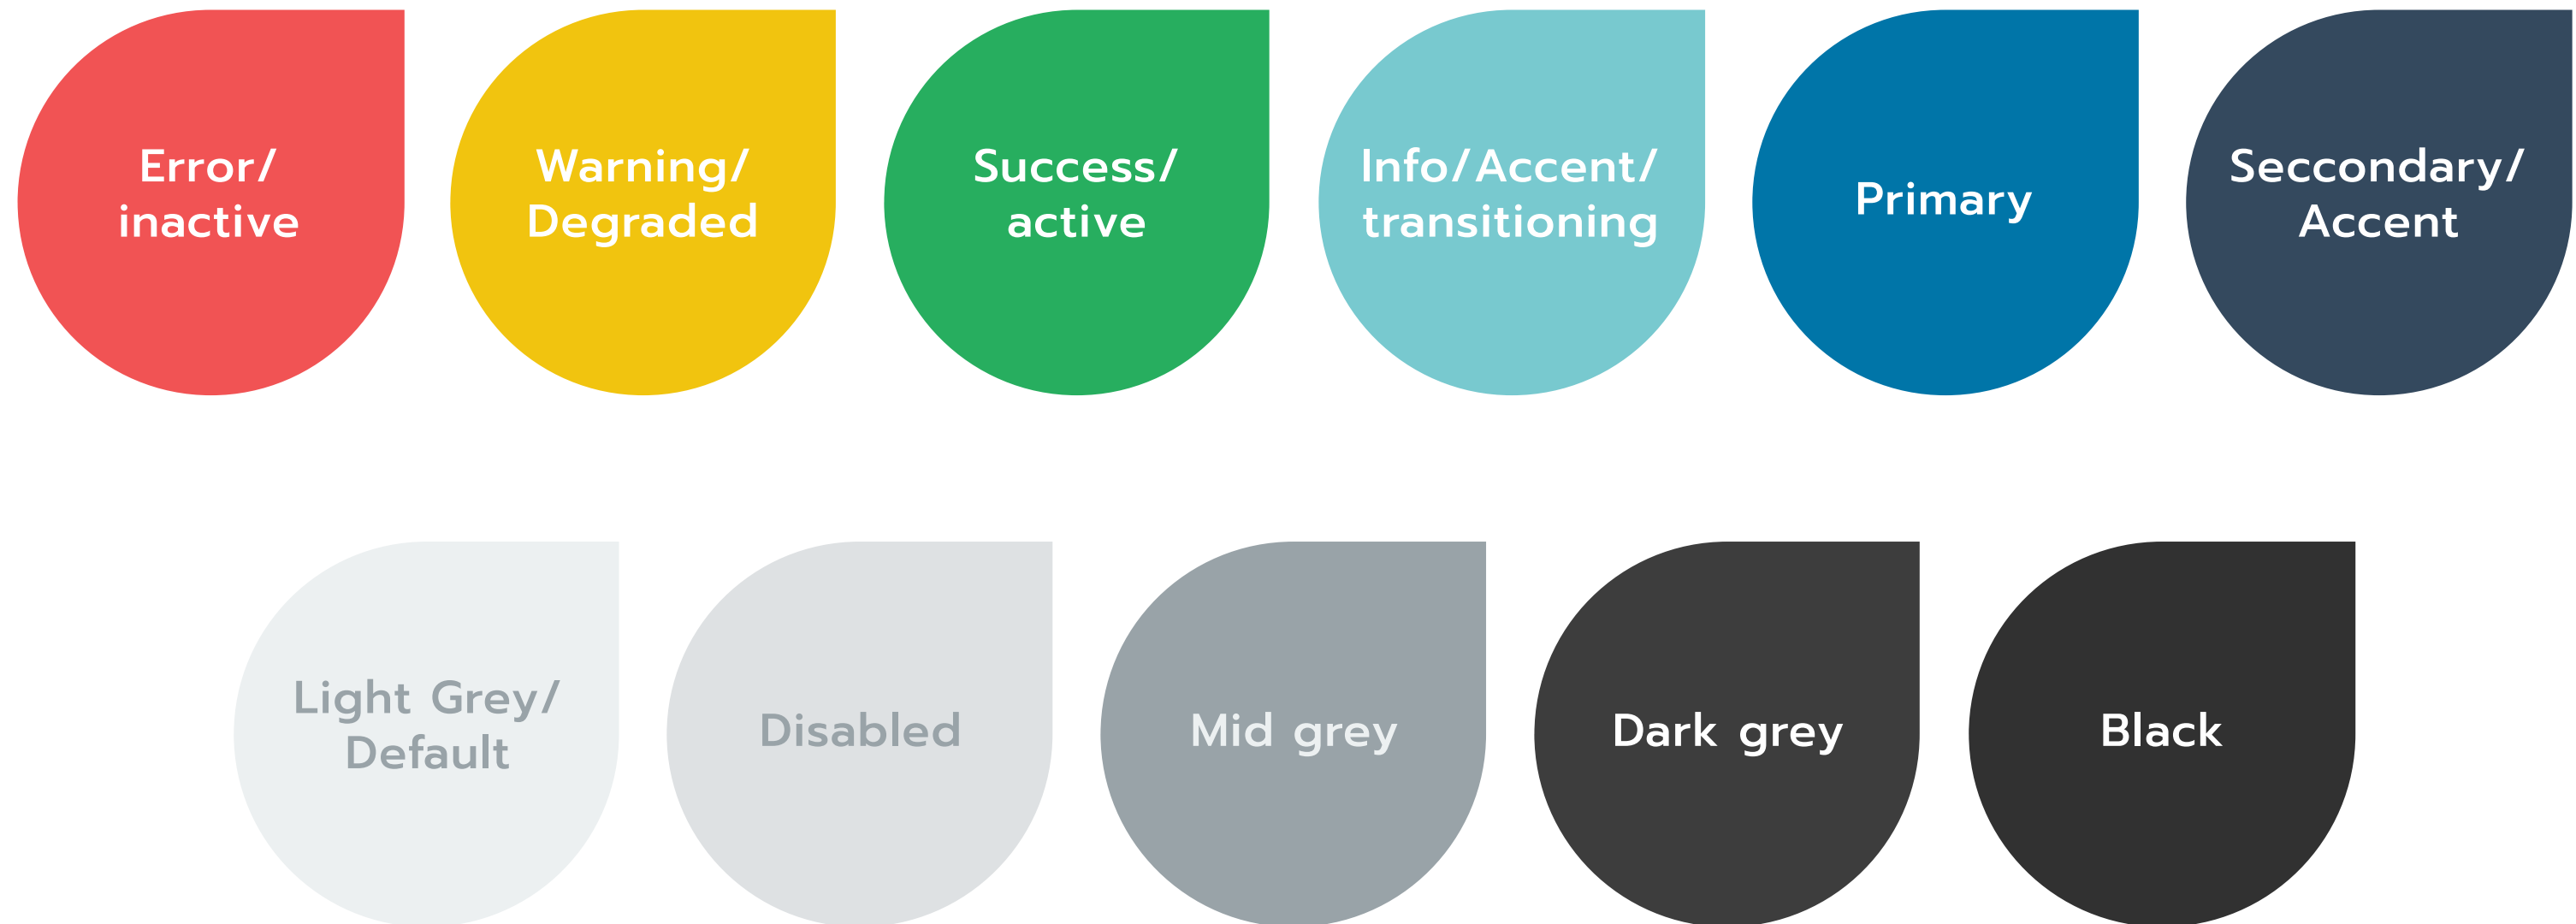 Error/
inactive
Warning/
Degraded
Success/
active
Info/Accent/
transitioning
Primary
Seccondary/
Accent
Light Grey/
Default
Disabled
Mid grey
Dark grey
Black